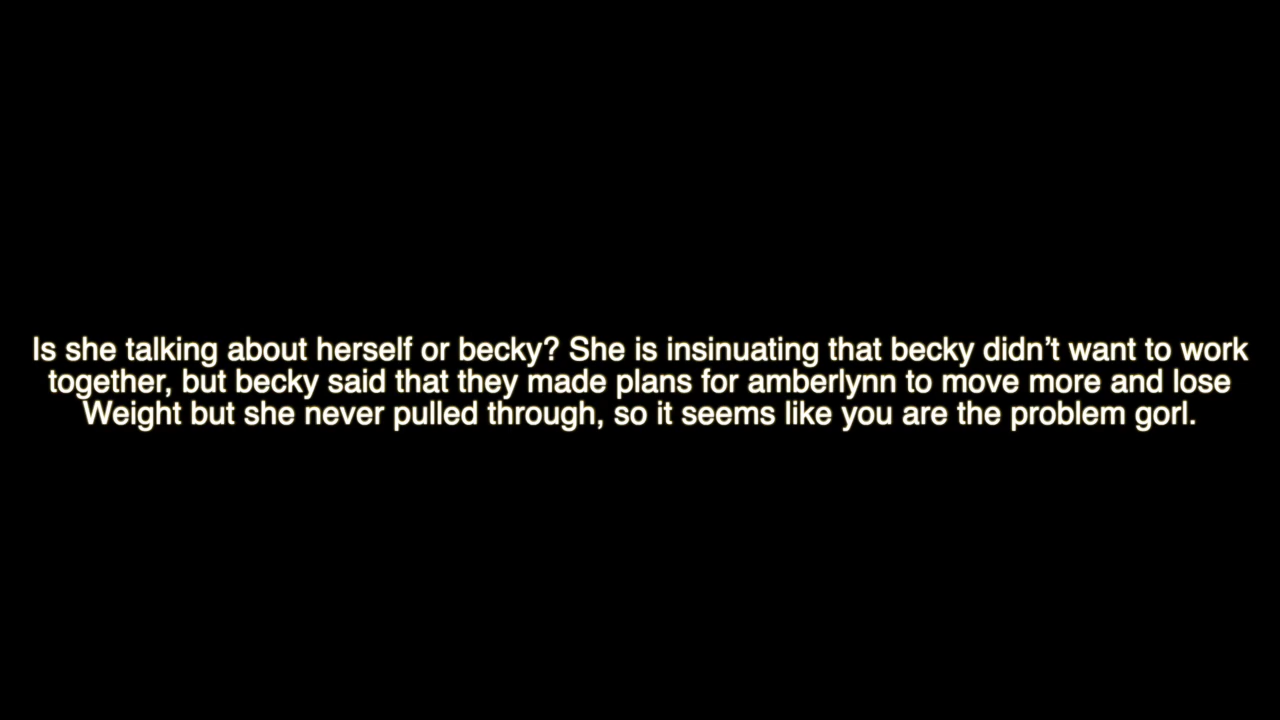 Is she talking about herself or becky? She is insinuating that becky didn’t want to work
together, but becky said that they made plans for amberlynn to move more and lose
Weight but she never pulled through, so it seems like you are the problem gorl.